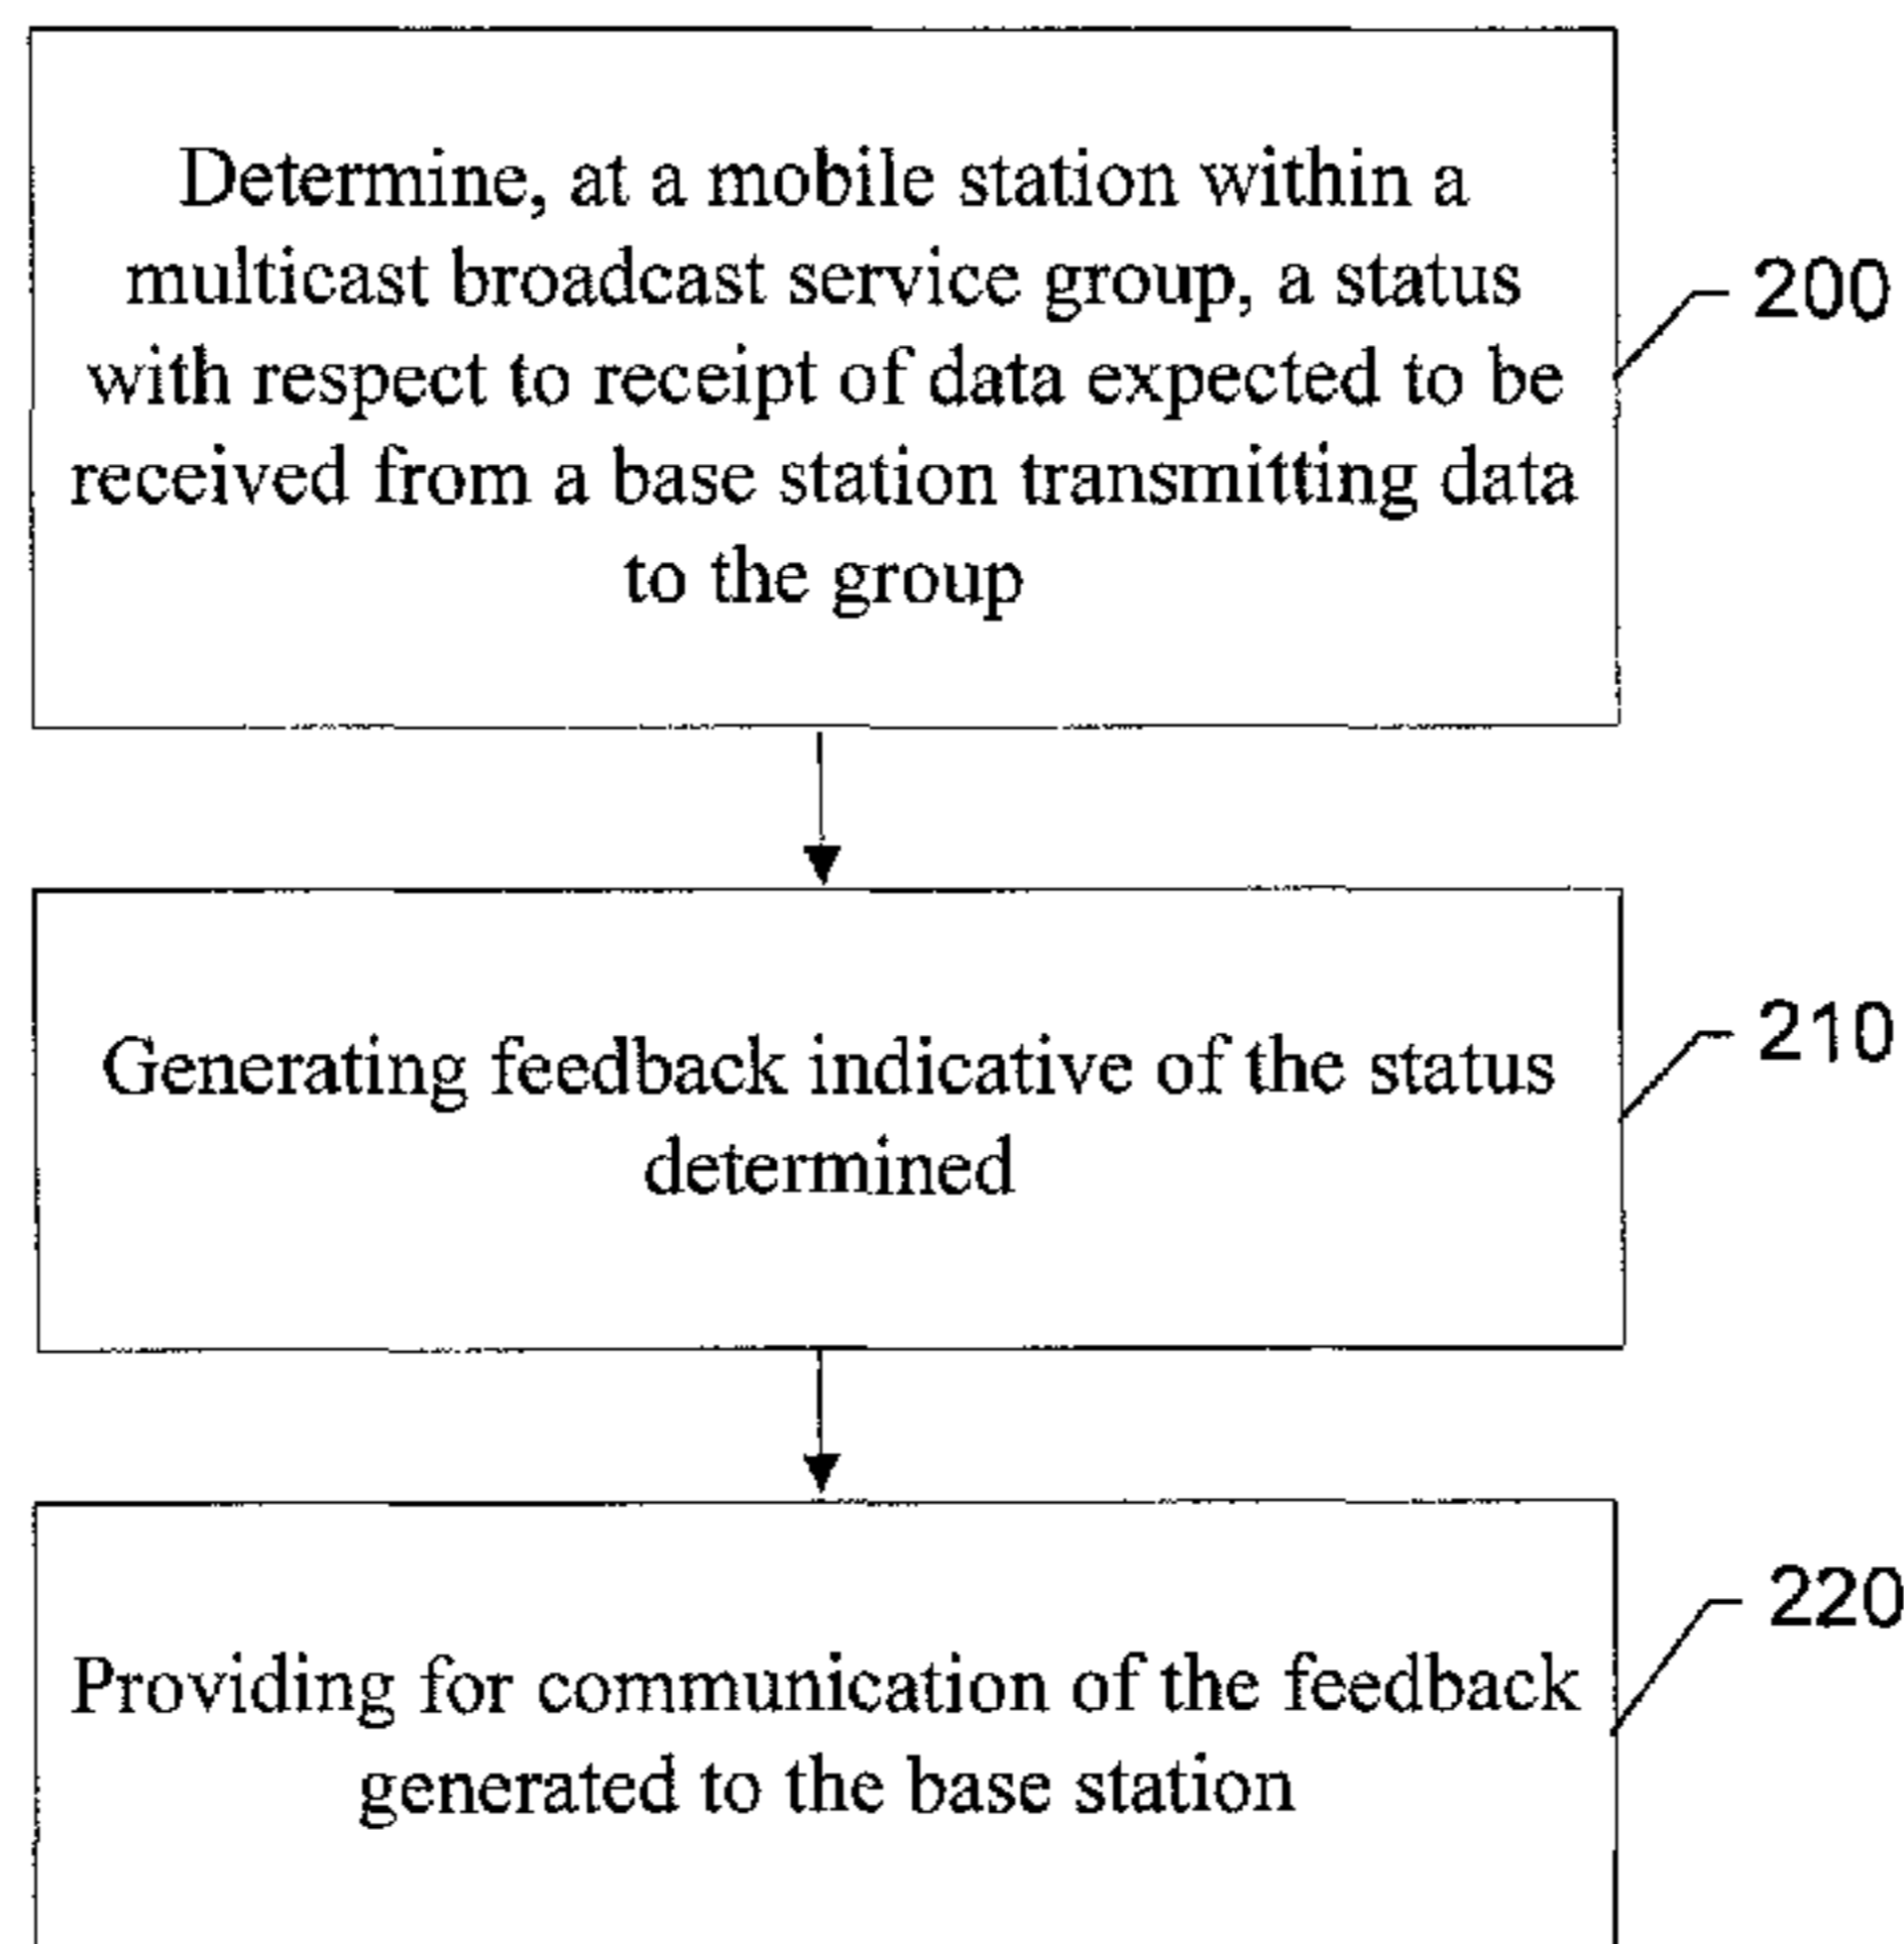 Determine, at a mobile station within a
multicast broadcast service group, a status
with respect to receipt of data expected to be
received from a base station transmitting data
to the group
200
Generating feedback indicative of the status
determined
210
Providing for communication of the feedback
generated to the base station
220